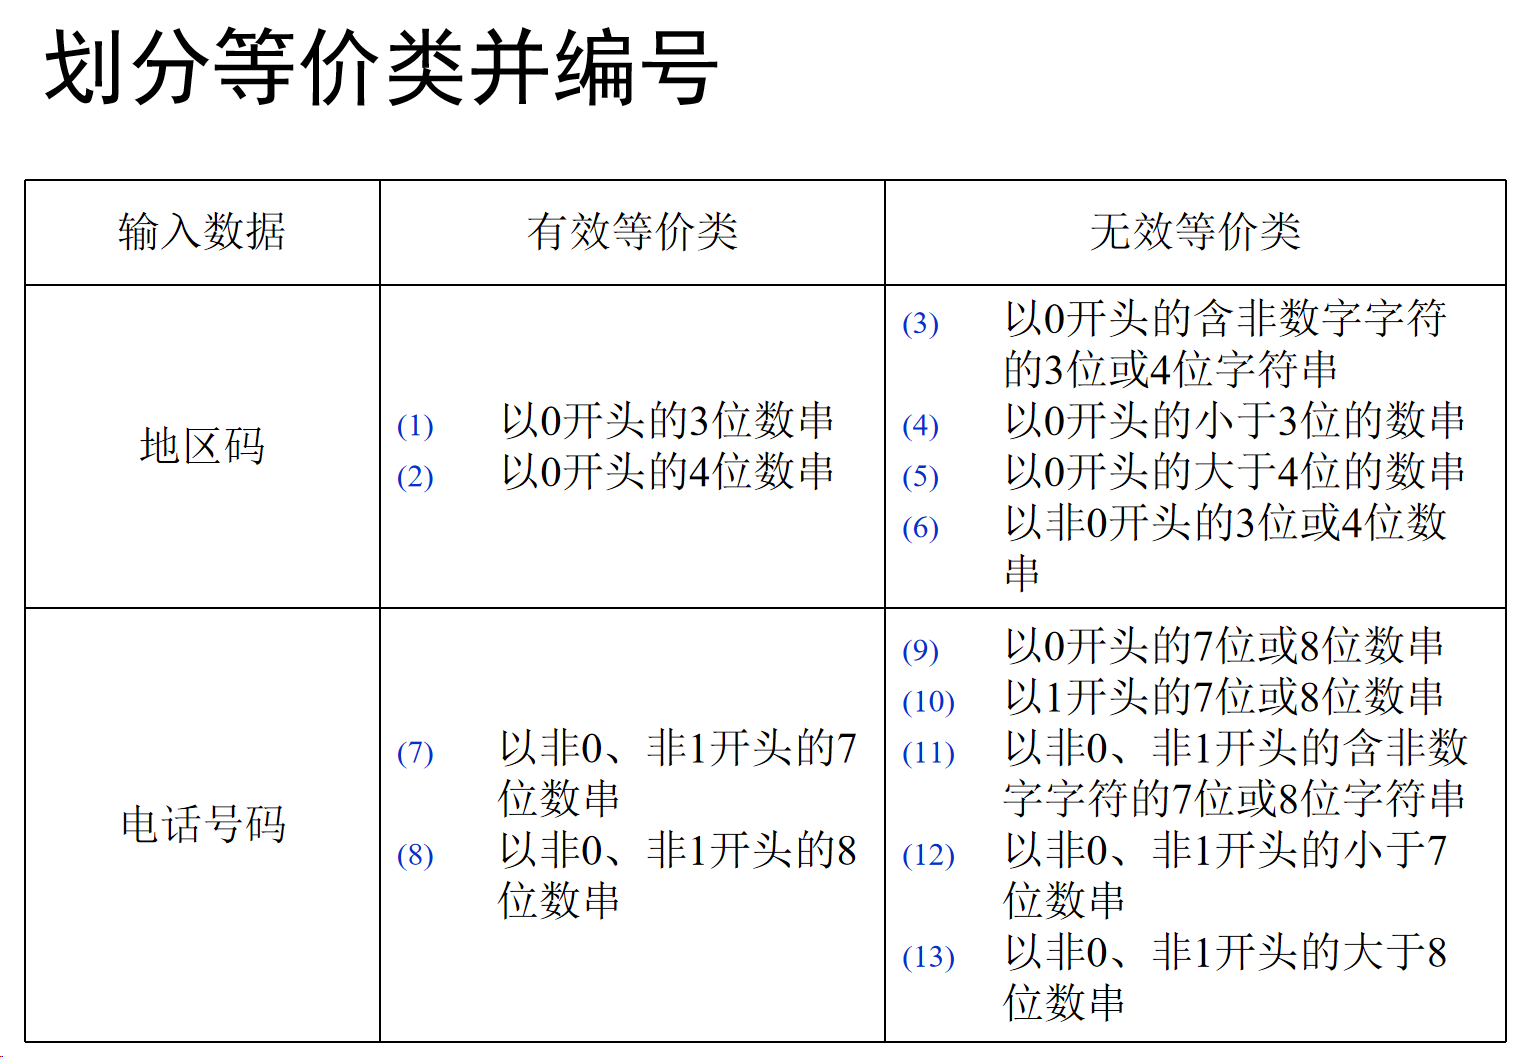 划分等价类并编号
输入数据
有效等价类
无效等价类
地区码
(1) 以0开头的3位数串
(2) 以0开头的4位数串
(3) 以0开头的含非数字字符
的3位或4位字符串
(4) 以0开头的小于3位的数串
(5) 以0开头的大于4位的数串
(6) 以非0开头的3位或4位数
串
电话号码
(7) 以非0、非1开头的7
位数串
(8) 以非0、非1开头的8
位数串
(9) 以0开头的7位或8位数串
(10) 以1开头的7位或8位数串
(11) 以非0、非1开头的含非数
字字符的7位或8位字符串
(12) 以非0、非1开头的小于7
位数串
(13) 以非0、非1开头的大于8
位数串